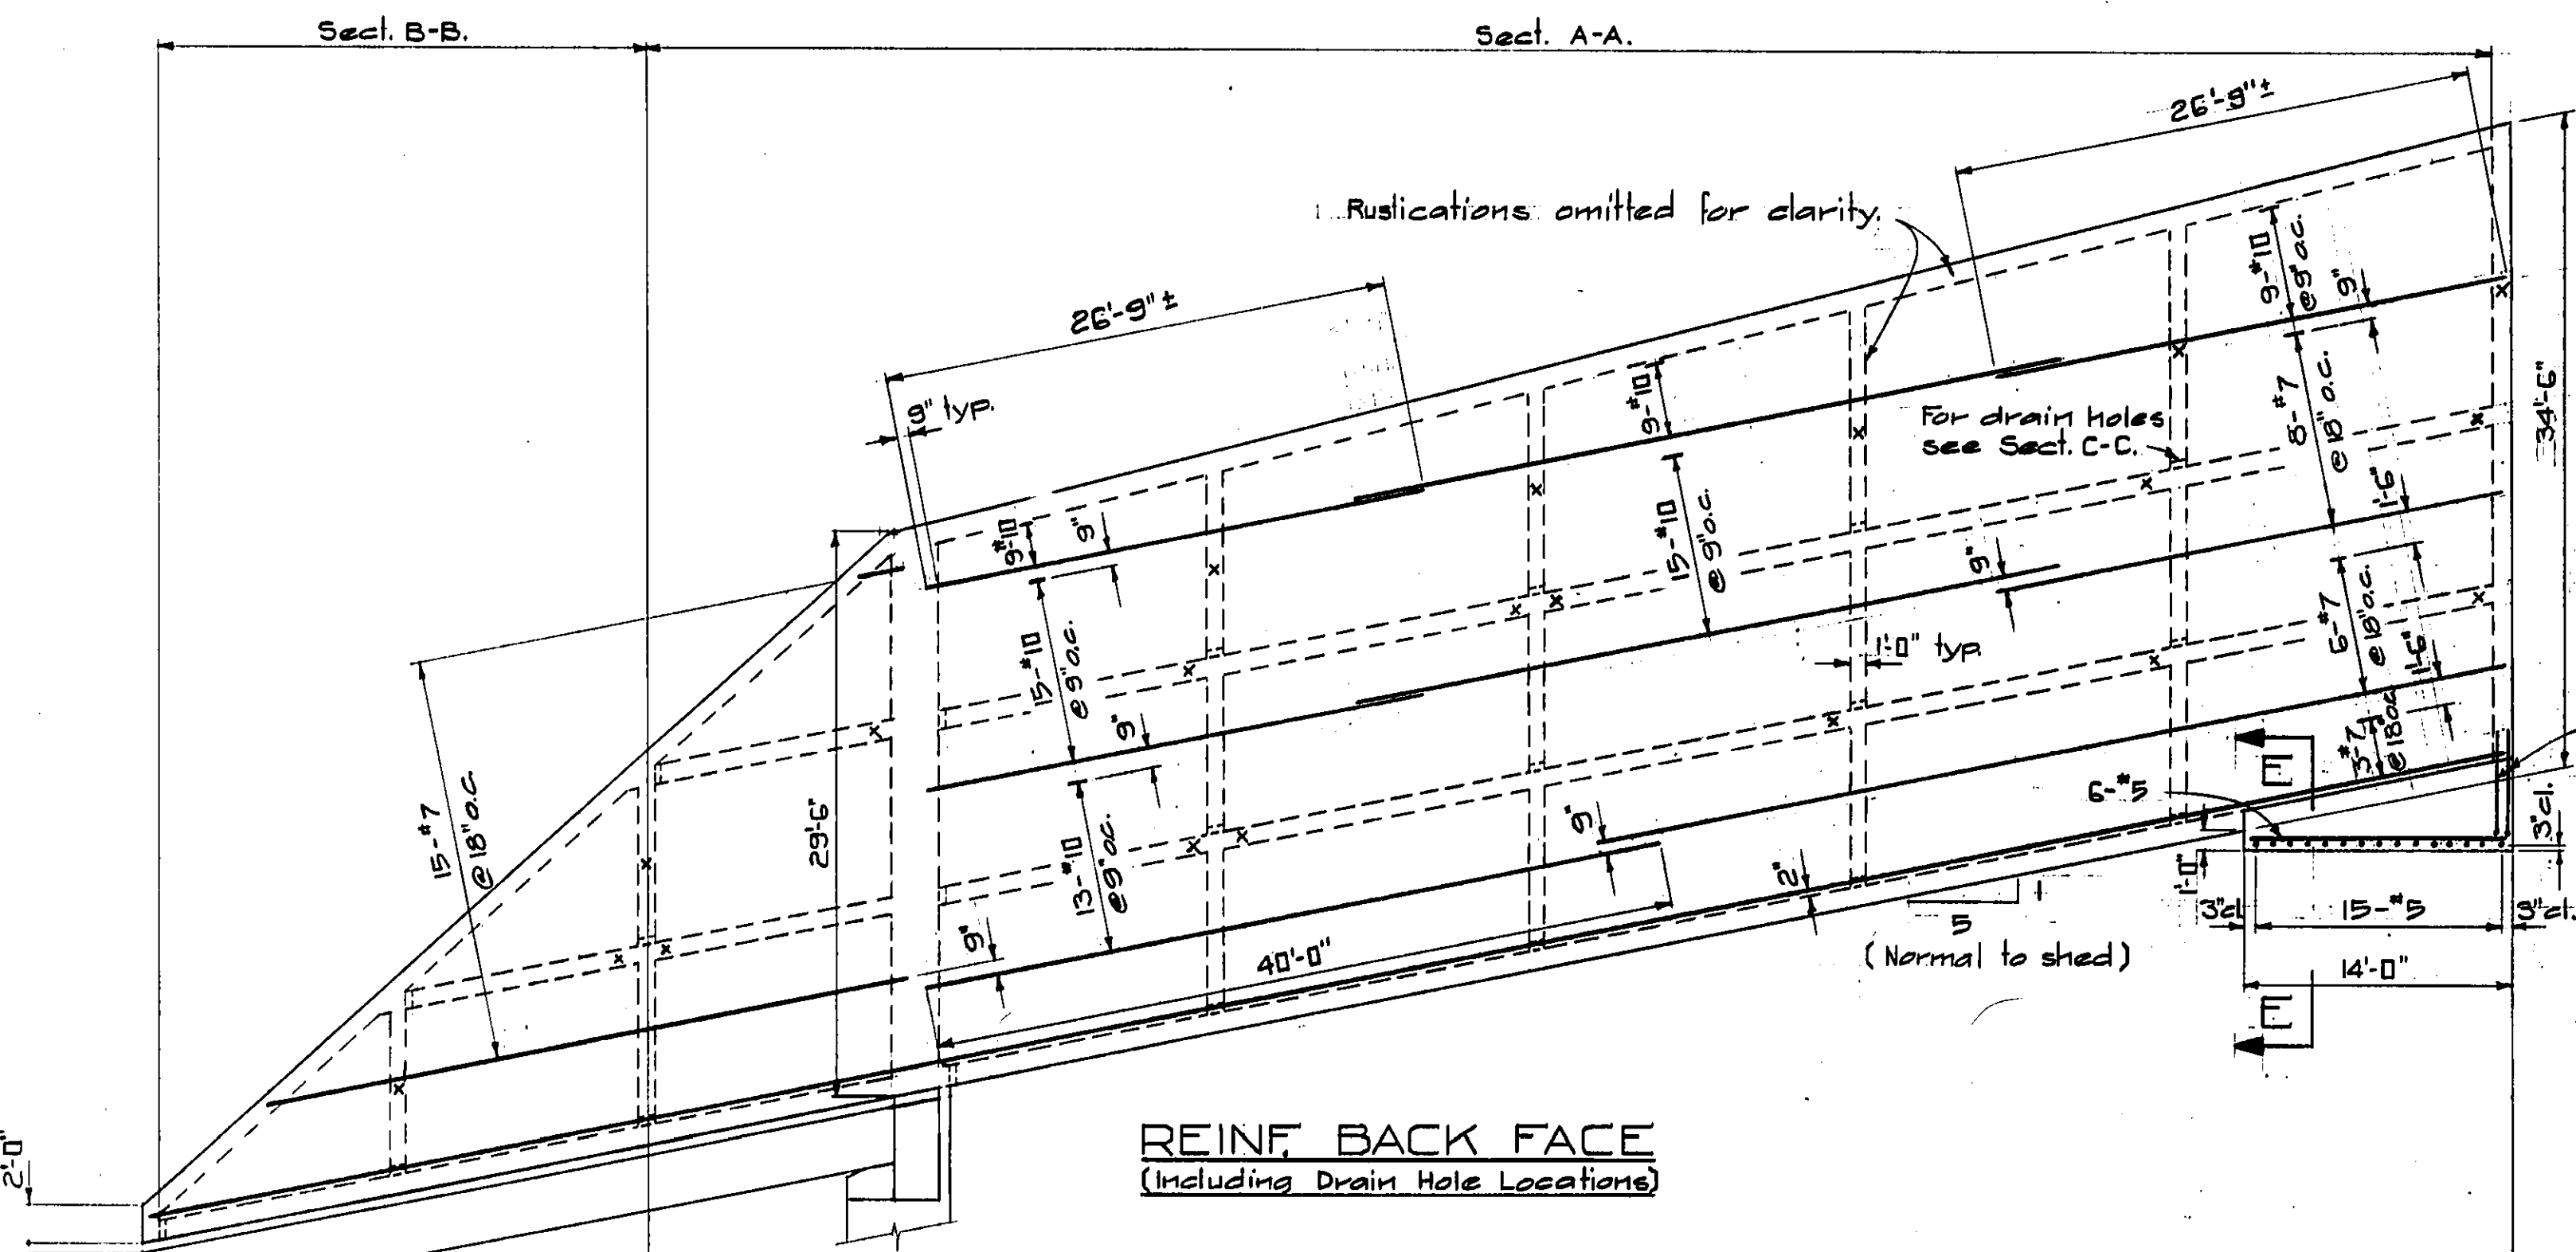 Sect. B-B.
Sect. A-A.
26'-9"±
Rustications omitted for clarity.
26'-9"±
9" typ.
9-#10
@9"o.c.
9"
8-#7
@18"o.c.
1'-6"
34'-6"
For drain holes
see Sect. C-C.
9-#10
15-#10
@9"o.c.
9"
9-#10
9"
15-#10
@9"o.c.
9"
1'-0" typ.
6-#7
@18"o.c.
1'-6"
3-#7
@18"o.c.
15-#7
@18"o.c.
29'-6"
13-#10
@9"o.c.
9"
9"
40'-0"
2"
1
5
(Normal to shed)
E
6-#5
3"cl.
1'-0"
3"cl.
15-#5
3"cl.
14'-0"
E
2'-0"
REINF. BACK FACE
(Including Drain Hole Locations)